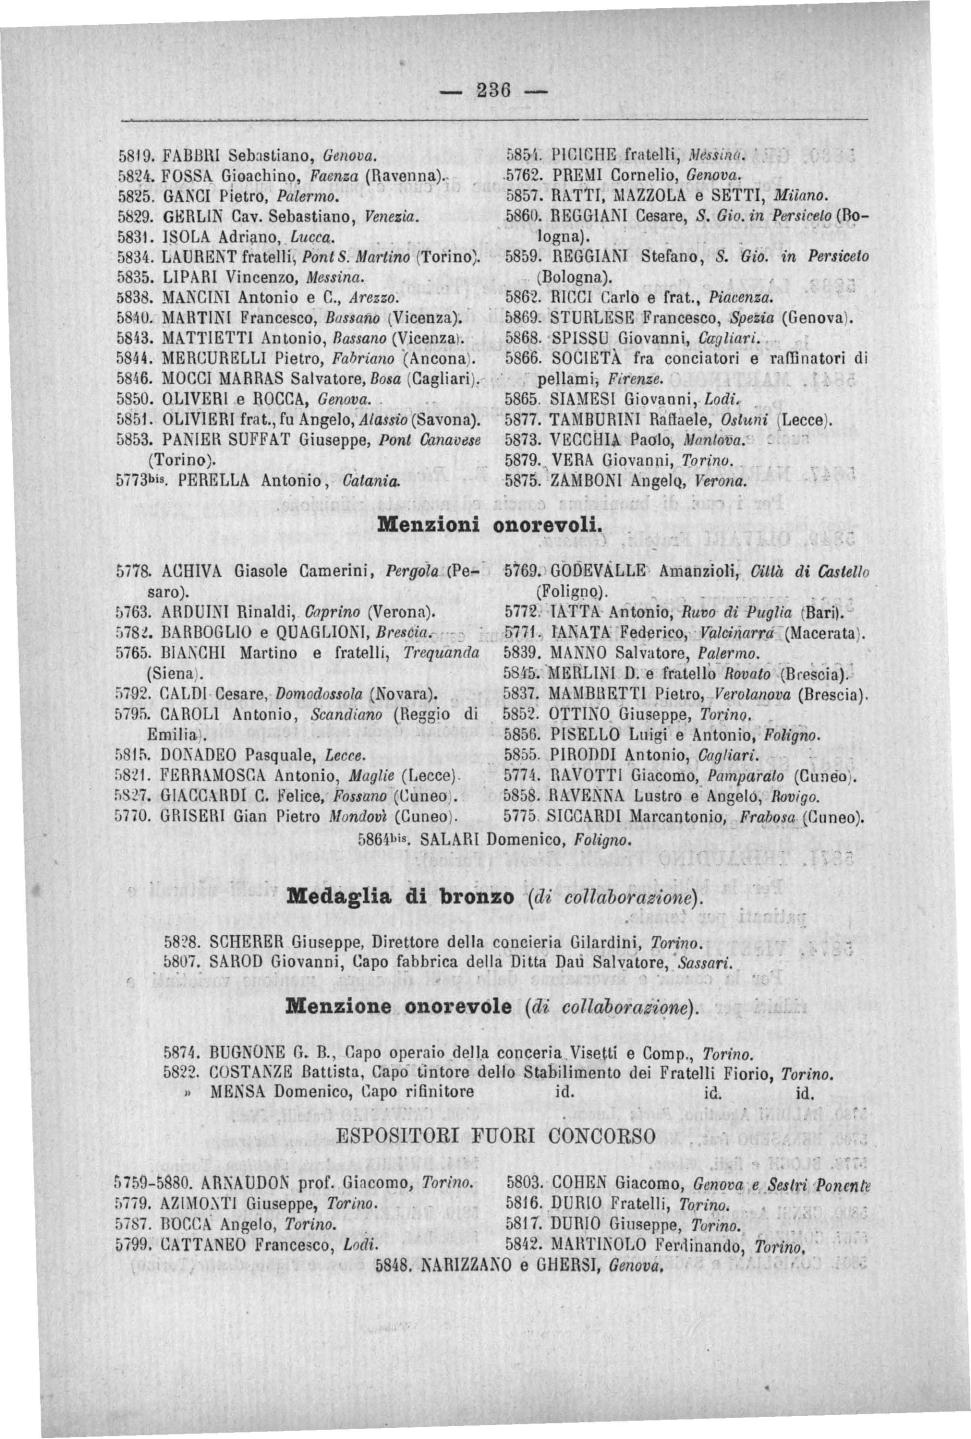 — 236 —
5819. FABBRI Sebastiano, Genova.
5824. FOSSA Gioachino, Faenza (Ravenna).
5825. GANCI Pietro, Palermo.
5829. GERLIN Cav. Sebastiano, Venezia.
5831. ISOLA Adriano, Lucca.
5834. LAURENT fratelli, Pont S. Martino (Torino).
5835. LIPARI Vincenzo, Messina.
5838. MANCINI Antonio e C., Arezzo.
5840. MARTINI Francesco, Bassano (Vicenza).
5843. MATTIETTI Antonio, Bassano (Vicenza).
5844. MERCURELLI Pietro, Fabriano (Ancona).
5846. MOCCI MARRAS Salvatore, Bosa (Cagliari).
5850. OLIVERI e ROCCA, Genova.
5851. OLIVIERI frat., fu Angelo, Alassio (Savona).
5853. PANIER SUFFAT Giuseppe, Pont Canavese
(Torino).
5773bis. PERELLA Antonio, Catania.
5854. PICICHE fratelli, Messina.
5762. PREMI Cornelio, Genova.
5857. RATTI, MAZZOLA e SETTI, Milano.
5860. REGGIANI Cesare, S. Gio. in Persiceto (Bo-
logna).
5859. REGGIANI Stefano, S. Gio. in Persiceto
(Bologna).
5862. RICCI Carlo e frat., Piacenza.
5869. STURLESE Francesco, Spezia (Genova).
5868. SPISSU Giovanni, Cagliari.
5866. SOCIETÀ fra conciatori e raffinatori di
pellami, Firenze.
5865. SIAMESI Giovanni, Lodi.
5877. TAMBURINI Raffaele, Ostuni (Lecce).
5873. VECCHIA Paolo, Mantova.
5879. VERA Giovanni, Torino.
5875. ZAMBONI Angelo, Verona.
Menzioni onorevoli.
5778. ACHIVA Giasole Camerini, Pergola (Pe-
saro).
5763. ARDUINI Rinaldi, Caprino (Verona).
5782. BARBOGLIO e QUAGLIONI, Brescia.
5765. BIANCHI Martino e fratelli, Trequanda
(Siena).
5792. CALDI Cesare, Domodossola (Novara).
5795. CAROLI Antonio, Scandiano (Reggio di
Emilia).
5815. DONADEO Pasquale, Lecce.
5821. FERRAMOSCA Antonio, Maglie (Lecce).
5827. GIACCARDI C. Felice, Fossano (Cuneo).
5770. GRISERI Gian Pietro Mondovì (Cuneo).
5769. GODEVALLE Amanzioli, Città di Castello
(Foligno).
5772. IATTA Antonio, Ruvo di Puglia (Bari).
5771. IANATA Federico, Valcinarra (Macerata).
5839. MANNO Salvatore, Palermo.
5845. MERLINI D. e fratello Rovato (Brescia).
5837. MAMBRETTI Pietro, Verolanova (Brescia).
5852. OTTINO Giuseppe, Torino.
5856. PISELLO Luigi e Antonio, Foligno.
5855. PIRODDI Antonio, Cagliari.
5774. RAVOTTI Giacomo, Pamparato (Cuneo).
5858. RAVENNA Lustro e Angelo, Rovigo.
5775. SICCARDI Marcantonio, Frabosa (Cuneo).
5864bis. SALARI Domenico, Foligno.
Medaglia di bronzo (di collaborazione).
5828. SCHERER Giuseppe, Direttore della concieria Gilardini, Torino.
5807. SAROD Giovanni, Capo fabbrica della Ditta Daù Salvatore, Sassari.
Menzione onorevole (di collaborazione).
5874. BUGNONE G. B., Capo operaio della conceria Visetti e Comp., Torino.
5822. COSTANZE Battista, Capo tintore dello Stabilimento dei Fratelli Fiorio, Torino.
» MENSA Domenico, Capo rifinitore id. id. id.
ESPOSITORI FUORI CONCORSO
5759-5880. ARNAUDON prof. Giacomo, Torino.
5779. AZIMONTI Giuseppe, Torino.
5787. BOCCA Angelo, Torino.
5799. CATTANEO Francesco, Lodi.
5803. COHEN Giacomo, Genova e Sestri Ponente
5816. DURIO Fratelli, Torino.
5817. DURIO Giuseppe, Torino.
5842. MARTINOLO Ferdinando, Torino,
5848. NARIZZANO e GHERSI, Genova.